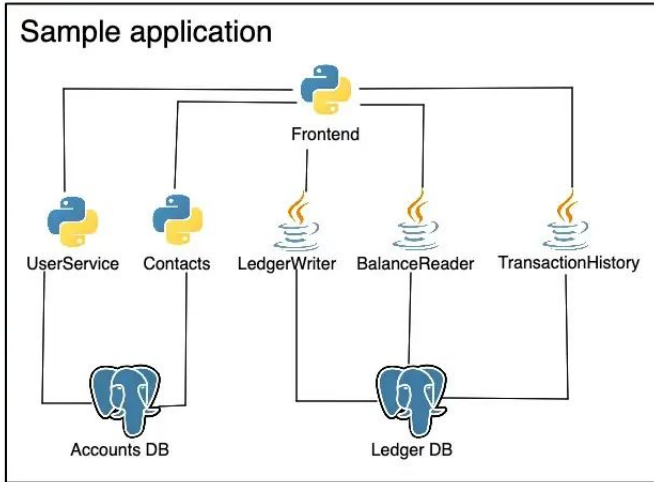 Sample application
Frontend
UserService
Contacts
LedgerWriter
BalanceReader
TransactionHistory
Accounts DB
Ledger DB